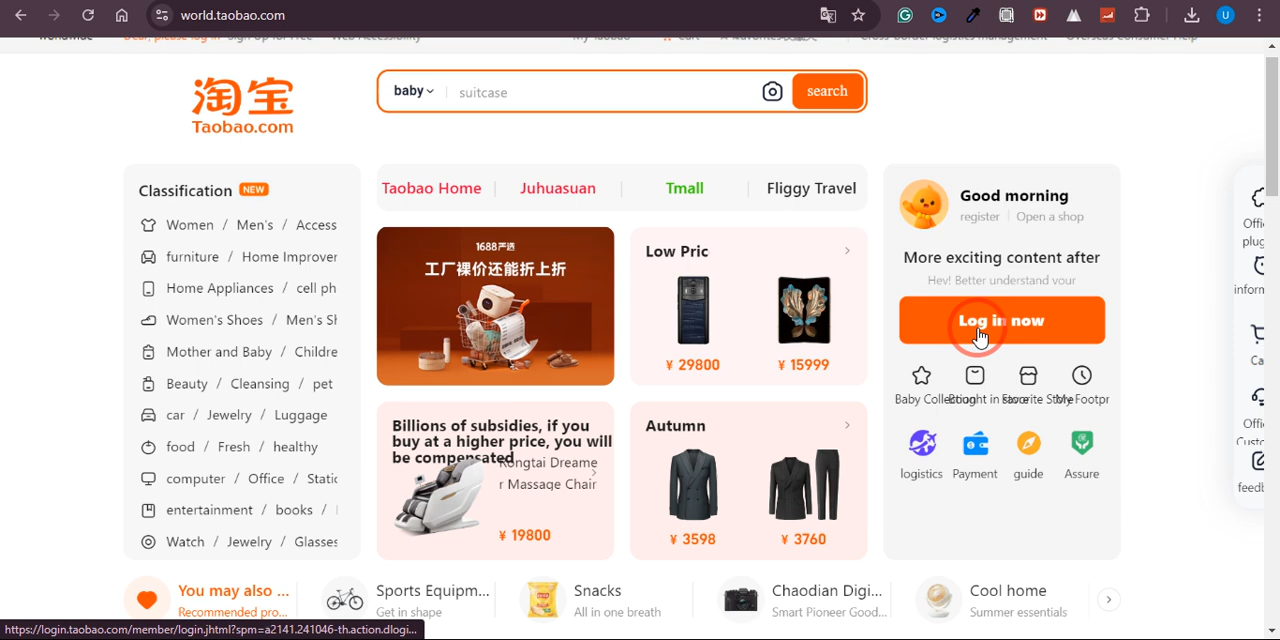 world.taobao.com
U
worldwide Dear, please log in Sign Up for Free Web Accessibility My Taobao Cart Cross-border logistics management Overseas Consumer Help
淘宝
Taobao.com
baby suitcase search
Classification NEW
Women / Men's / Access
furniture / Home Improver
Home Appliances / cell ph
Women's Shoes / Men's Sh
Mother and Baby / Childre
Beauty / Cleansing / pet
car / Jewelry / Luggage
food / Fresh / healthy
computer / Office / Static
entertainment / books /
Watch / Jewelry / Glasses
Taobao Home Juhuasuan Tmall Fliggy Travel
1688严选
工厂裸价还能折上折
Low Pric
¥ 29800 ¥ 15999
Billions of subsidies, if you
buy at a higher price, you will
be compensated
Rongtai Dreame
r Massage Chair
¥ 19800
Autumn
¥ 3598 ¥ 3760
Good morning
register Open a shop
More exciting content after
Hey! Better understand your
Log in now
Baby Collection Bought in store Favorite Store My Footpr
logistics Payment guide Assure
Offic
plug
inform
Ca
Offic
Custo
feedb
You may also ... Sports Equipm... Snacks Chaodian Digi... Cool home
Recommended pro... Get in shape All in one breath Smart Pioneer Good... Summer essentials
https://login.taobao.com/member/login.jhtml?spm=a2141.241046-th.action.dlogi...